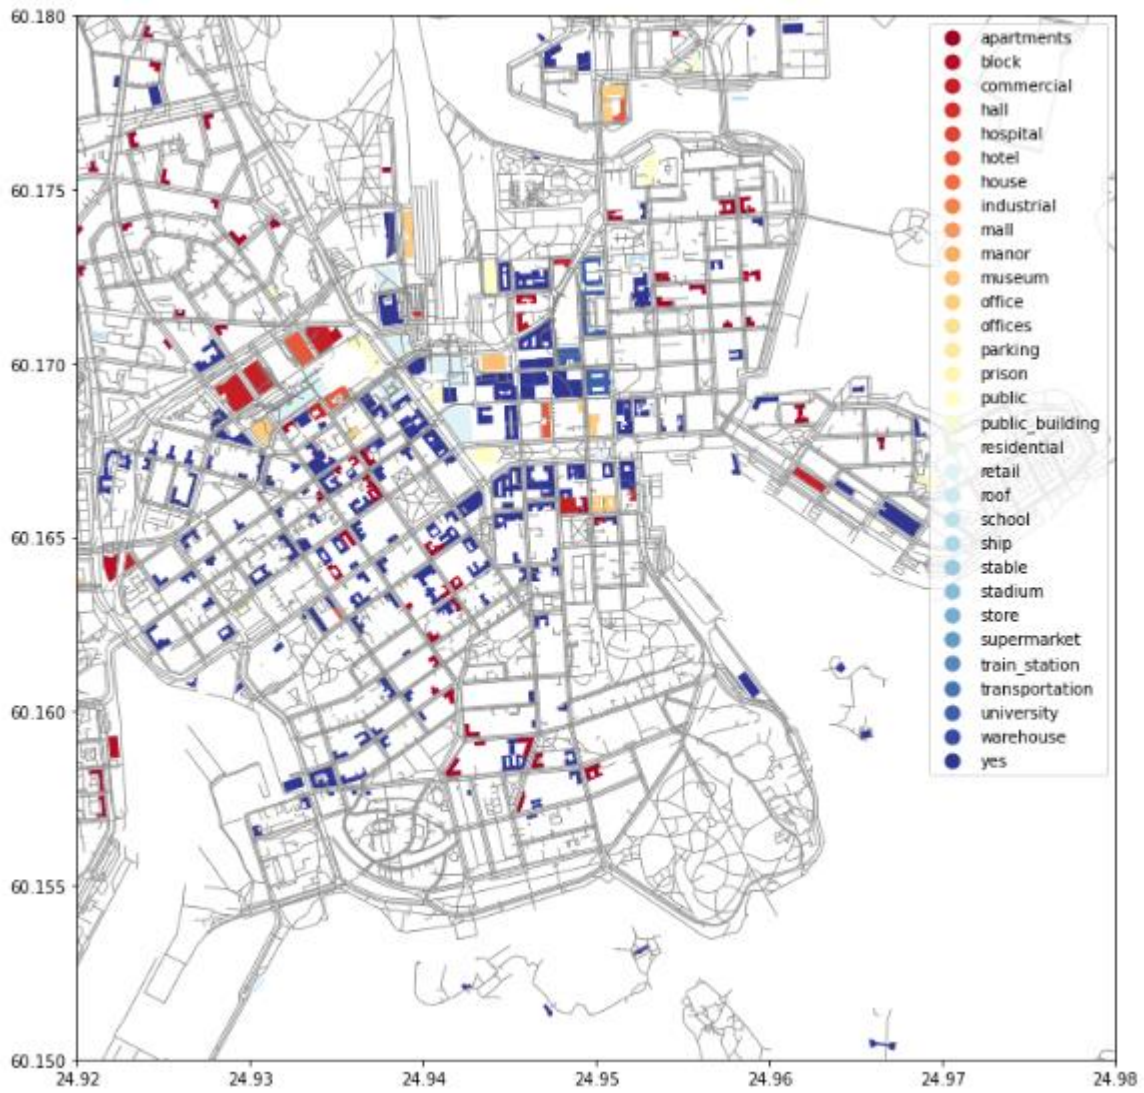 60.180
60.175
60.170
60.165
60.160
60.155
60.150
24.92 24.93 24.94 24.95 24.96 24.97 24.98
apartments
block
commercial
hall
hospital
hotel
house
industrial
mall
manor
museum
office
offices
parking
prison
public
public_building
residential
retail
roof
school
ship
stable
stadium
store
supermarket
train_station
transportation
university
warehouse
yes